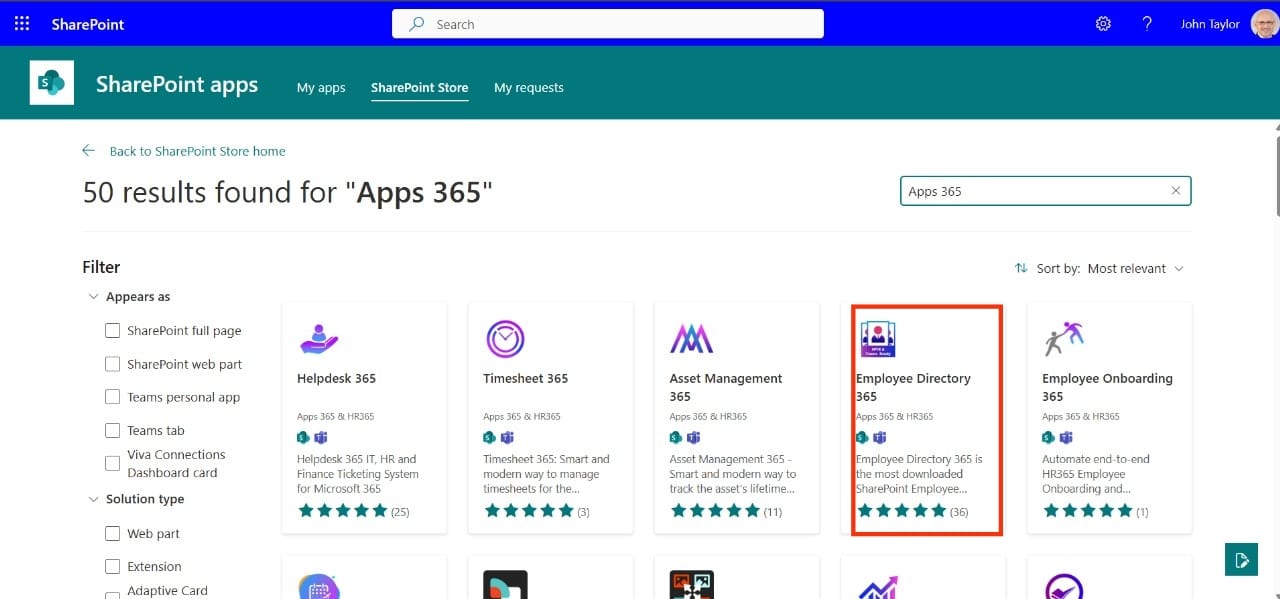 SharePoint
Search
John Taylor
SharePoint apps
My apps
SharePoint Store
My requests
Back to SharePoint Store home
50 results found for "Apps 365"
Apps 365
Filter
Sort by: Most relevant
Appears as
SharePoint full page
SharePoint web part
Teams personal app
Teams tab
Viva Connections
Dashboard card
Solution type
Web part
Extension
Adaptive Card
Helpdesk 365
Apps 365 & HR365
Helpdesk 365 IT, HR and
Finance Ticketing System
for Microsoft 365
(25)
Timesheet 365
Apps 365 & HR365
Timesheet 365: Smart and
modern way to manage
timesheets for the...
(3)
Asset Management
365
Apps 365 & HR365
Asset Management 365 -
Smart and modern way to
track the asset's lifetime...
(11)
Employee Directory
365
Apps 365 & HR365
Employee Directory 365 is
the most downloaded
SharePoint Employee...
(36)
Employee Onboarding
365
Apps 365 & HR365
Automate end-to-end
HR365 Employee
Onboarding and...
(1)